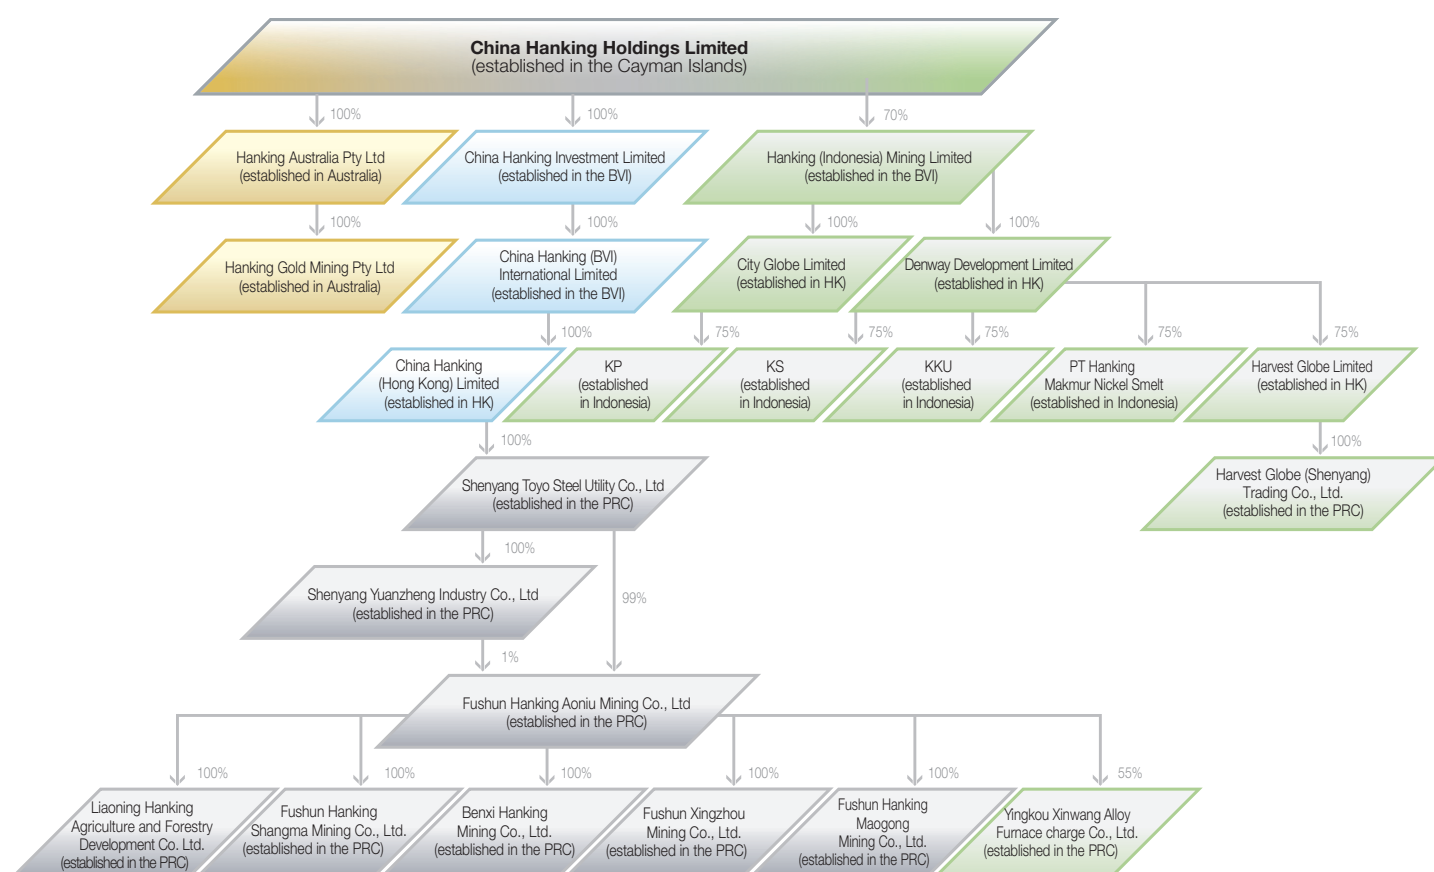 China Hanking Holdings Limited
(established in the Cayman Islands)
100%
100%
70%
Hanking Australia Pty Ltd
(established in Australia)
China Hanking Investment Limited
(established in the BVI)
Hanking (Indonesia) Mining Limited
(established in the BVI)
100%
100%
100%
100%
Hanking Gold Mining Pty Ltd
(established in Australia)
China Hanking (BVI)
International Limited
(established in the BVI)
City Globe Limited
(established in HK)
Denway Development Limited
(established in HK)
100%
75%
75%
75%
75%
75%
China Hanking
(Hong Kong) Limited
(established in HK)
KP
(established
in Indonesia)
KS
(established
in Indonesia)
KKU
(established
in Indonesia)
PT Hanking
Makmur Nickel Smelt
(established in Indonesia)
Harvest Globe Limited
(established in HK)
100%
100%
Shenyang Toyo Steel Utility Co., Ltd
(established in the PRC)
Harvest Globe (Shenyang)
Trading Co., Ltd.
(established in the PRC)
100%
99%
Shenyang Yuanzheng Industry Co., Ltd
(established in the PRC)
1%
Fushun Hanking Aoniu Mining Co., Ltd
(established in the PRC)
100%
100%
100%
100%
100%
55%
Liaoning Hanking
Agriculture and Forestry
Development Co. Ltd.
(established in the PRC)
Fushun Hanking
Shangma Mining Co., Ltd.
(established in the PRC)
Benxi Hanking
Mining Co., Ltd.
(established in the PRC)
Fushun Xingzhou
Mining Co., Ltd.
(established in the PRC)
Fushun Hanking
Maogong
Mining Co., Ltd.
(established in the PRC)
Yingkou Xinwang Alloy
Furnace charge Co., Ltd.
(established in the PRC)